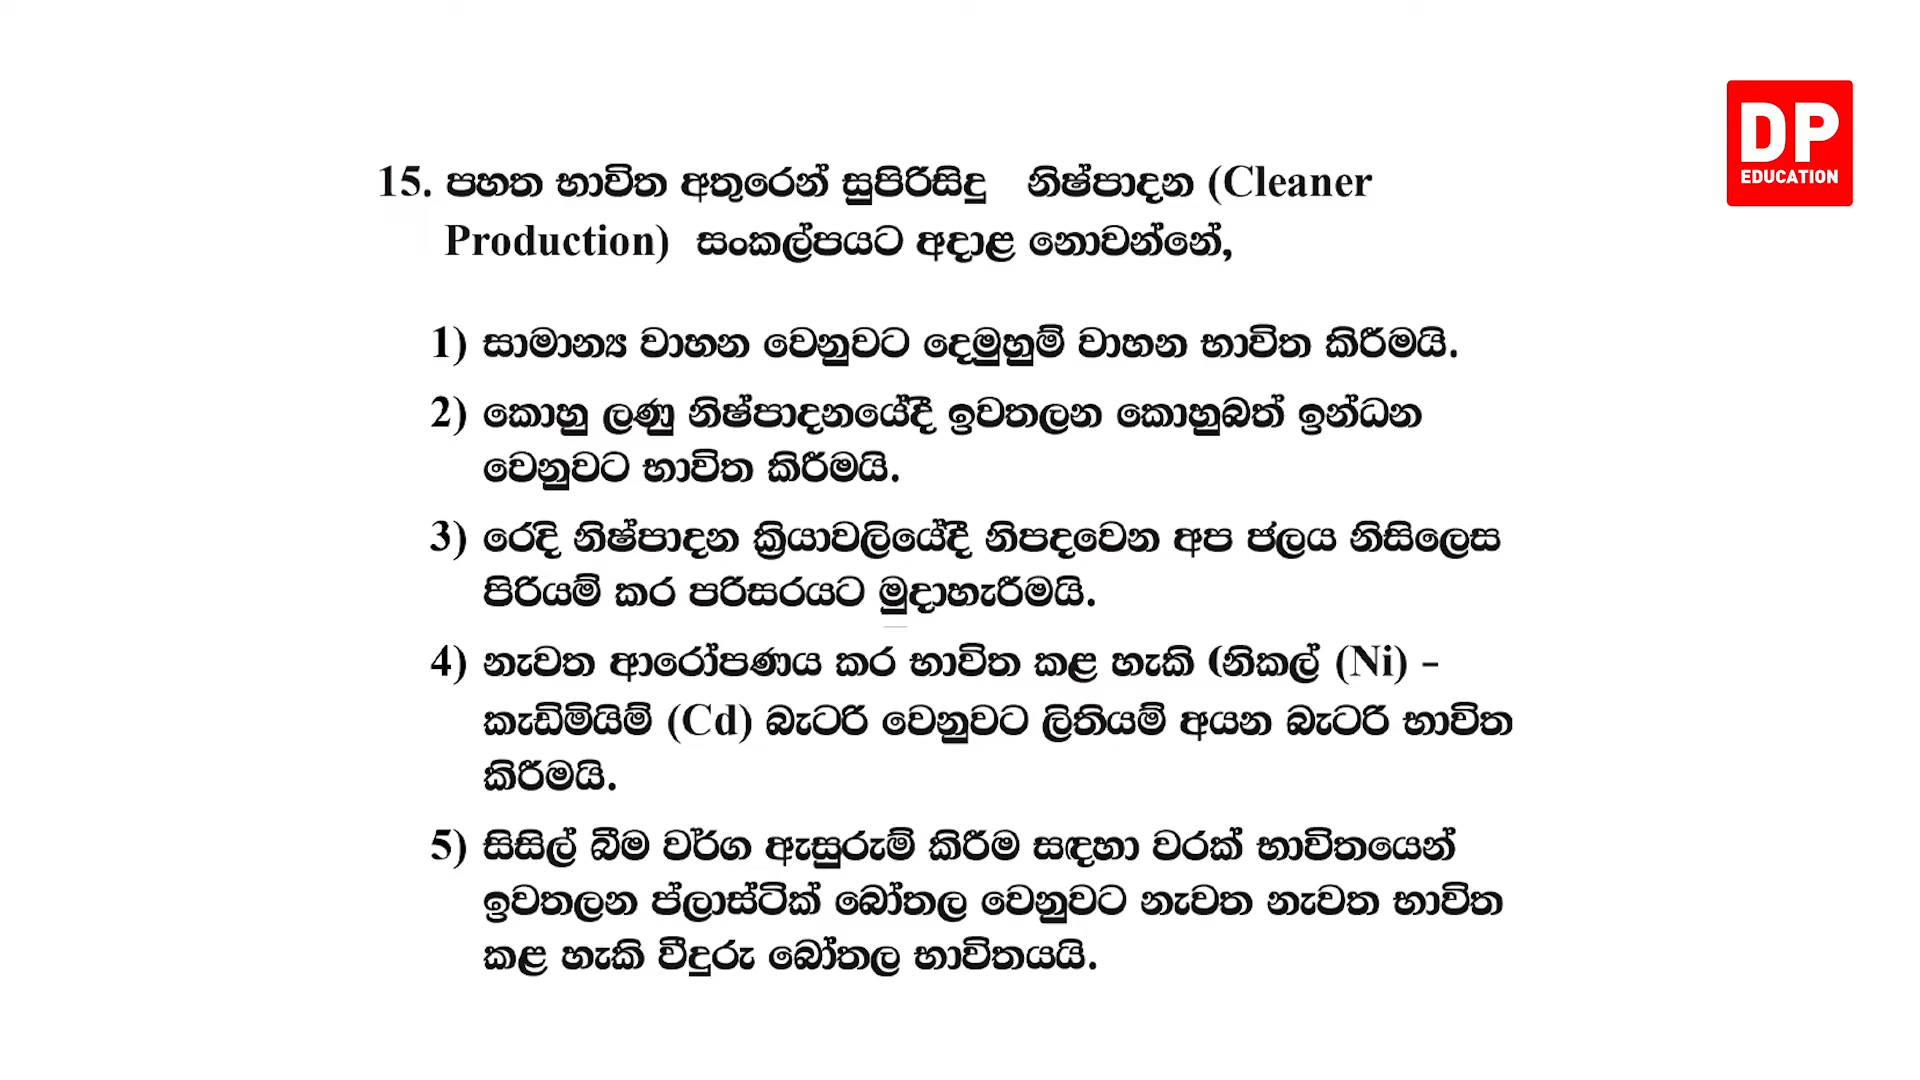 DP
EDUCATION
15. පහත භාවිත අතුරෙන් සුපිරිසිදු නිෂ්පාදන (Cleaner
Production) සංකල්පයට අදාළ නොවන්නේ,
1) සාමාන්‍ය වාහන වෙනුවට දෙමුහුම් වාහන භාවිත කිරීමයි.
2) කොහු ලණු නිෂ්පාදනයේදී ඉවතලන කොහුබත් ඉන්ධන
වෙනුවට භාවිත කිරීමයි.
3) රෙදි නිෂ්පාදන ක්‍රියාවලියේදී නිපදවෙන අප ජලය නිසිලෙස
පිරියම් කර පරිසරයට මුදාහැරීමයි.
4) නැවත ආරෝපණය කර භාවිත කළ හැකි (නිකල් (Ni) -
කැඩ්මියිම් (Cd) බැටරි වෙනුවට ලිතියම් අයන බැටරි භාවිත
කිරීමයි.
5) සිසිල් බීම වර්ග ඇසුරුම් කිරීම සඳහා වරක් භාවිතයෙන්
ඉවතලන ප්ලාස්ටික් බෝතල වෙනුවට නැවත නැවත භාවිත
කළ හැකි වීදුරු බෝතල භාවිතයයි.